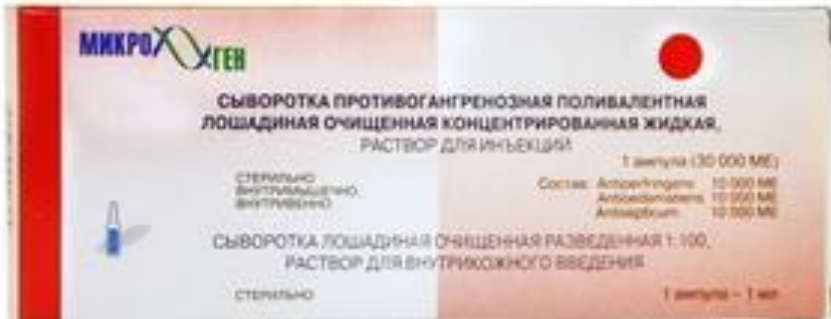 МИКРОГЕН
СЫВОРОТКА ПРОТИВОГАНГРЕНОЗНАЯ ПОЛИВАЛЕНТНАЯ
ЛОШАДИНАЯ ОЧИЩЕННАЯ КОНЦЕНТРИРОВАННАЯ ЖИДКАЯ,
РАСТВОР ДЛЯ ИНЪЕКЦИЙ
1 ампула (30 000 МЕ)
СТЕРИЛЬНО
ВНУТРИМЫШЕЧНО,
ВНУТРИВЕННО
Состав: Antiperfringens 10 000 МЕ
Antioedematiens 10 000 МЕ
Antisepticum 10 000 МЕ
СЫВОРОТКА ЛОШАДИНАЯ ОЧИЩЕННАЯ РАЗВЕДЕННАЯ 1:100,
РАСТВОР ДЛЯ ВНУТРИКОЖНОГО ВВЕДЕНИЯ
СТЕРИЛЬНО
1 ампула – 1 мл